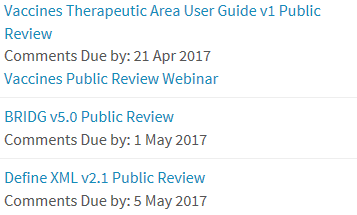 Vaccines Therapeutic Area User Guide v1 Public
Review
Comments Due by: 21 Apr 2017
Vaccines Public Review Webinar
BRIDG v5.0 Public Review
Comments Due by: 1 May 2017
Define XML v2.1 Public Review
Comments Due by: 5 May 2017